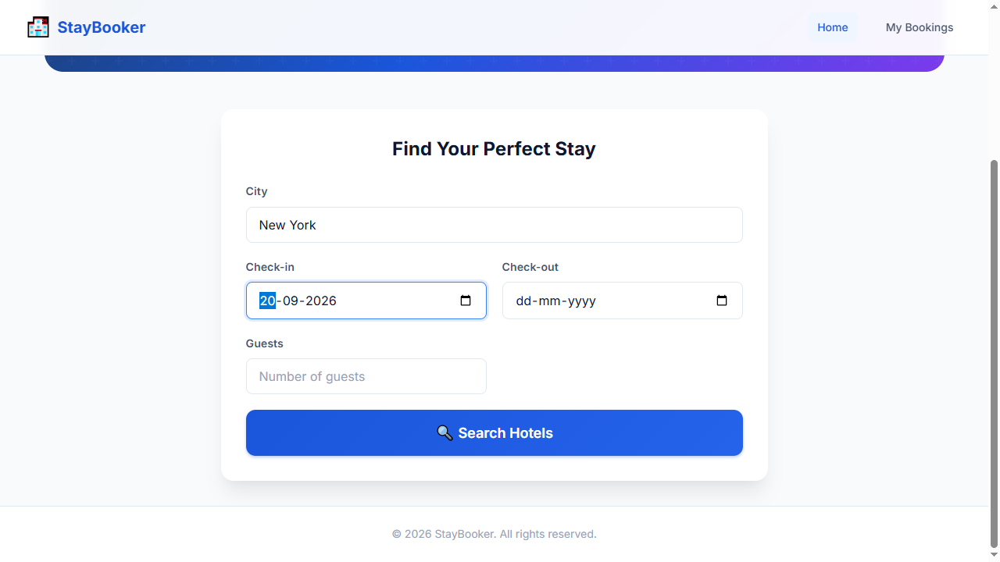 StayBooker
Home
My Bookings
Find Your Perfect Stay
City
New York
Check-in
Check-out
20-09-2026
dd-mm-yyyy
Guests
Number of guests
Search Hotels
© 2026 StayBooker. All rights reserved.